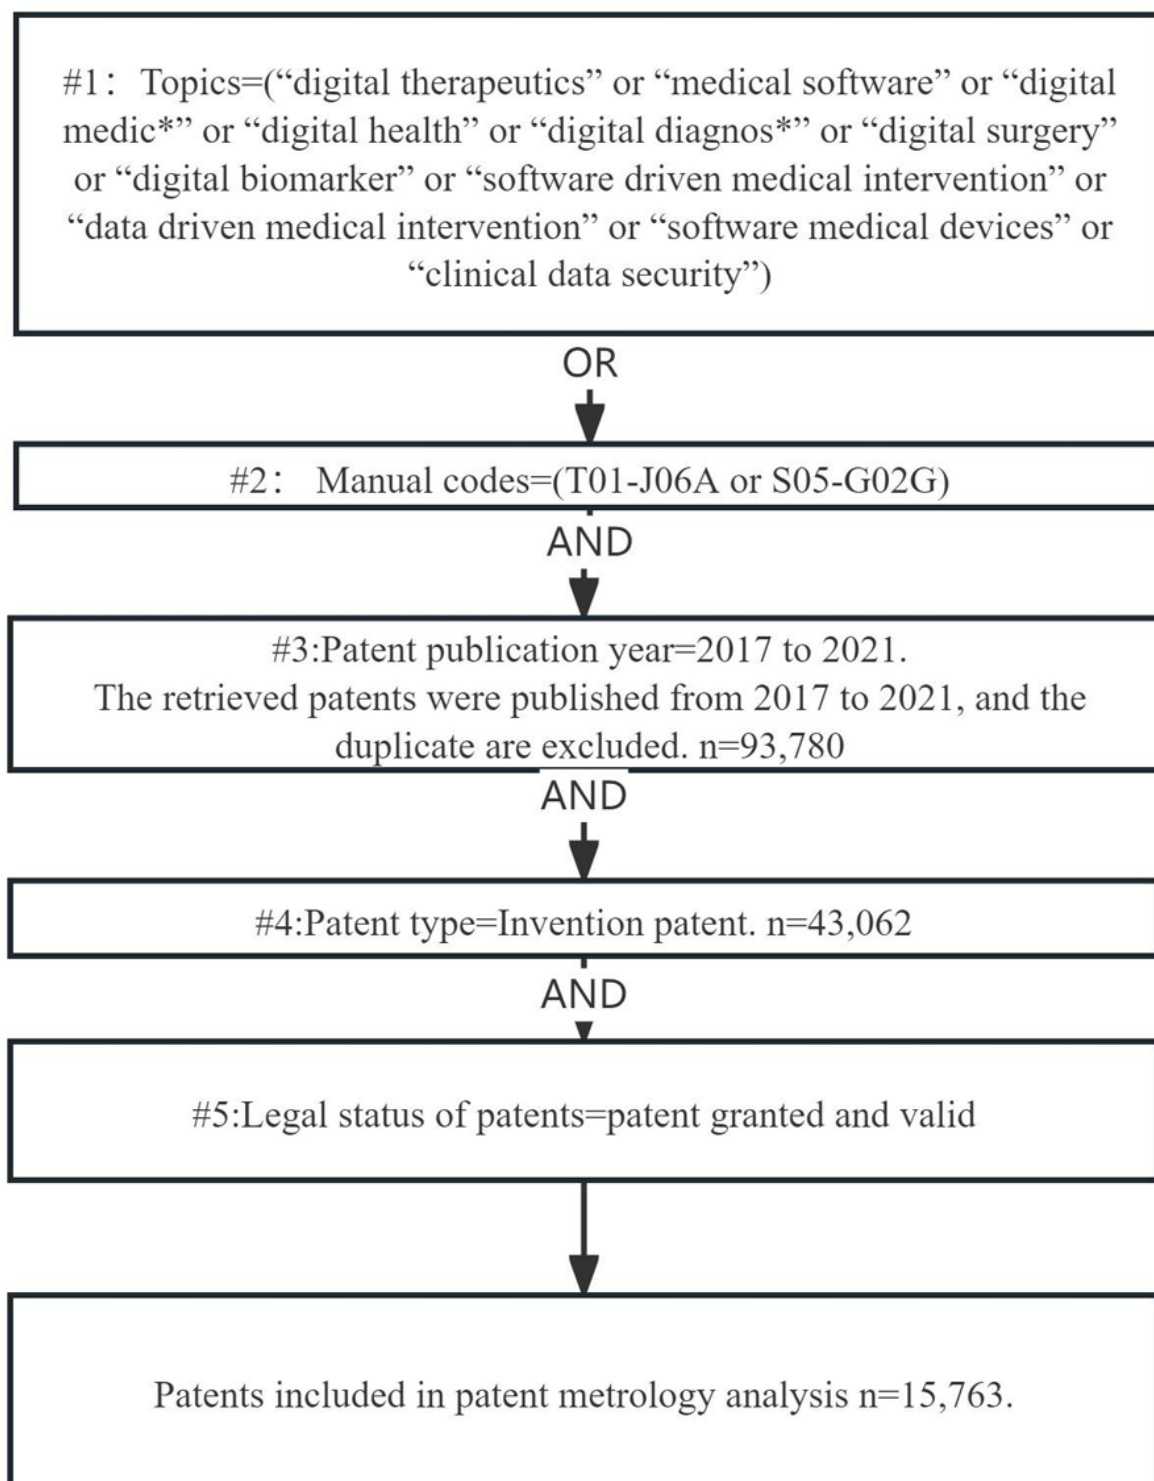 #1： Topics=(“digital therapeutics” or “medical software” or “digital
medic*” or “digital health” or “digital diagnos*” or “digital surgery”
or “digital biomarker” or “software driven medical intervention” or
“data driven medical intervention” or “software medical devices” or
“clinical data security”)
OR
#2： Manual codes=(T01-J06A or S05-G02G)
AND
#3:Patent publication year=2017 to 2021.
The retrieved patents were published from 2017 to 2021, and the
duplicate are excluded. n=93,780
AND
#4:Patent type=Invention patent. n=43,062
AND
#5:Legal status of patents=patent granted and valid
Patents included in patent metrology analysis n=15,763.